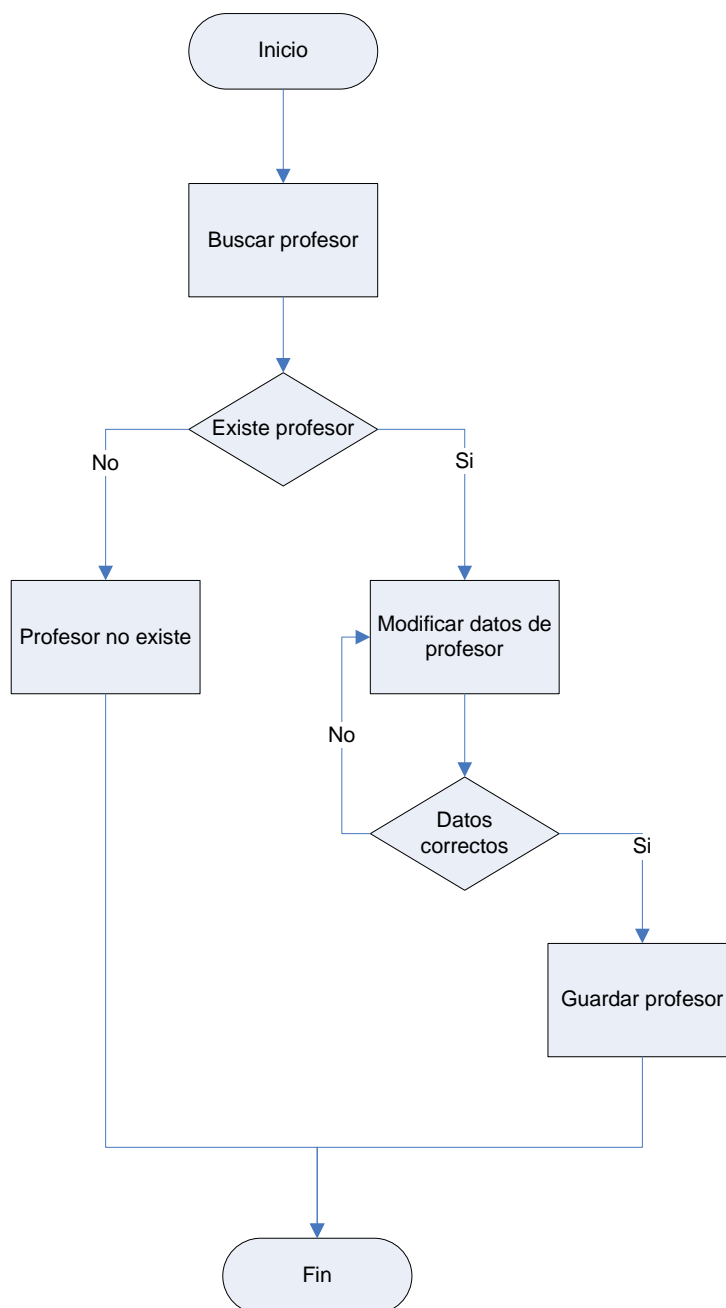 Inicio
Buscar profesor
Existe profesor
No
Si
Profesor no existe
Modificar datos de
profesor
No
Datos
correctos
Si
Guardar profesor
Fin